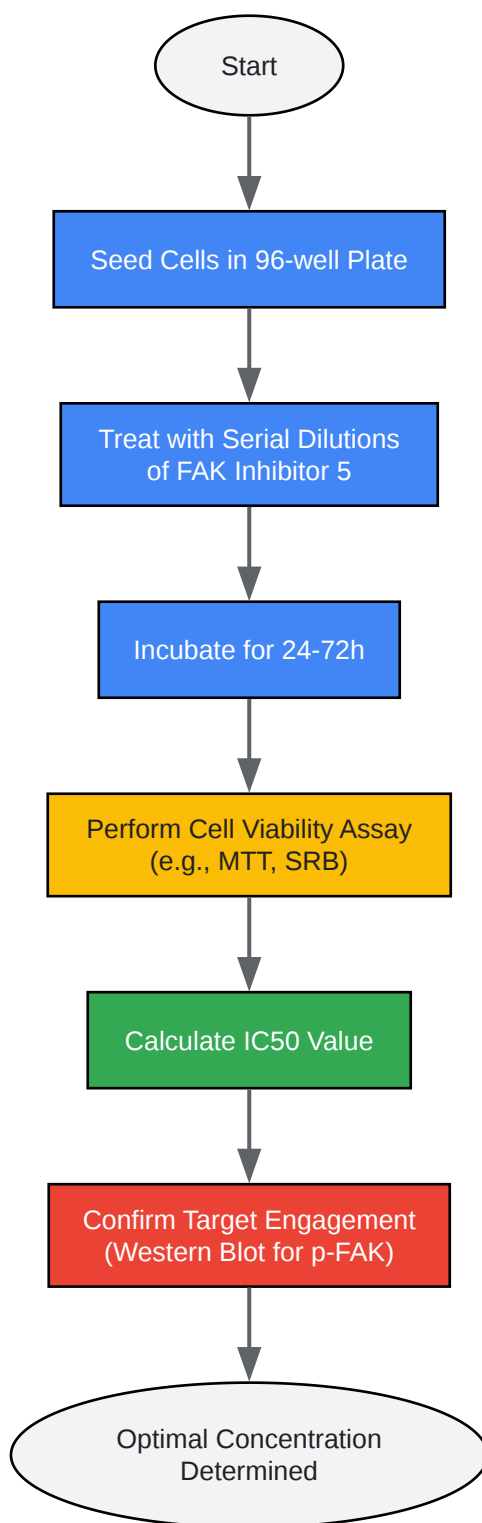 Start
Seed Cells in 96-well Plate
Treat with Serial Dilutions
of FAK Inhibitor 5
Incubate for 24-72h
Perform Cell Viability Assay
(e.g., MTT, SRB)
Calculate IC50 Value
Confirm Target Engagement
(Western Blot for p-FAK)
Optimal Concentration
Determined